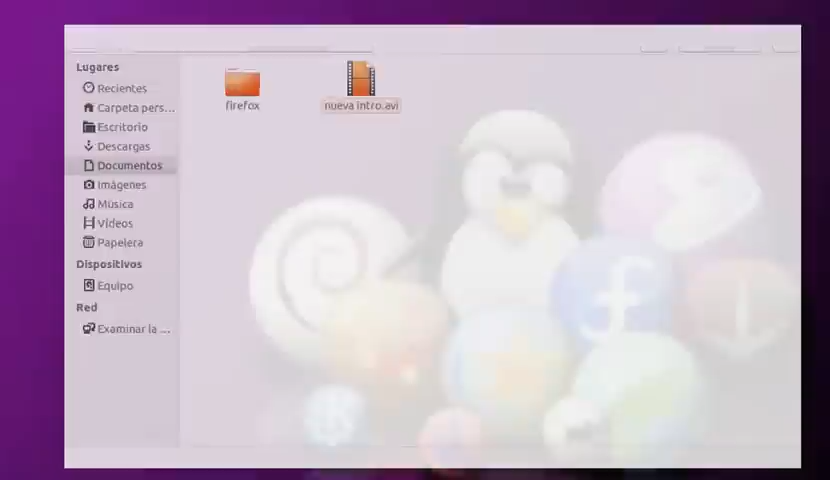 Lugares
Recientes
Carpeta pers...
Escritorio
Descargas
Documentos
Imágenes
Música
Vídeos
Papelera
Dispositivos
Equipo
Red
Examinar la ...
firefox
nueva intro.avi